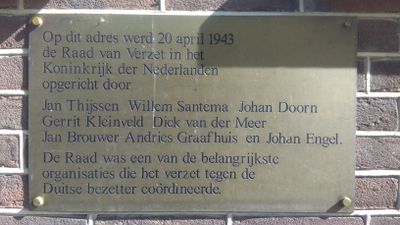 Op dit adres werd 20 april 1943
de Raad van Verzet in het
Koninkrijk der Nederlanden
opgericht door
Jan Thijssen Willem Santema Johan Doorn
Gerrit Kleinveld Dick van der Meer
Jan Brouwer Andries Graafhuis en Johan Engel.
De Raad was een van de belangrijkste
organisaties die het verzet tegen de
Duitse bezetter coördineerde.